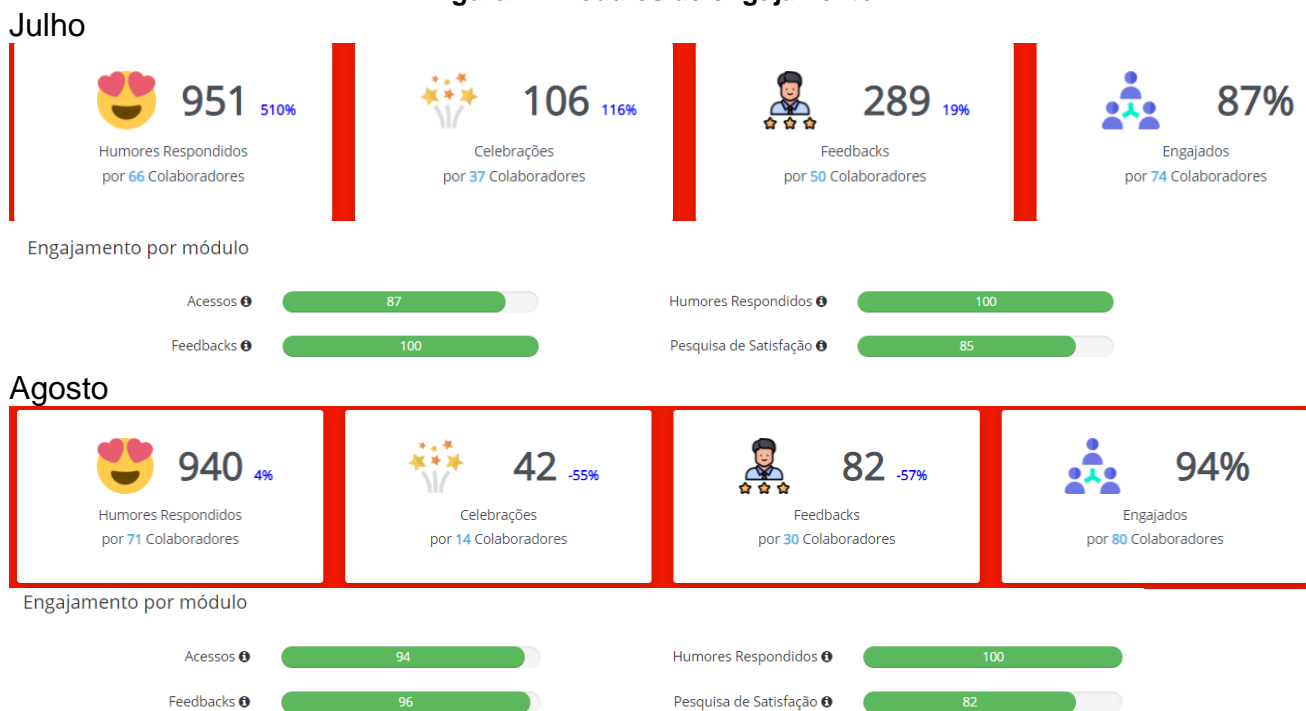 Julho
951 510%
Humores Respondidos
por 66 Colaboradores
106 116%
Celebrações
por 37 Colaboradores
289 19%
Feedbacks
por 50 Colaboradores
87%
Engajados
por 74 Colaboradores
Engajamento por módulo
Acessos 87
Humores Respondidos 100
Feedbacks 100
Pesquisa de Satisfação 85
Agosto
940 4%
Humores Respondidos
por 71 Colaboradores
42 -55%
Celebrações
por 14 Colaboradores
82 -57%
Feedbacks
por 30 Colaboradores
94%
Engajados
por 80 Colaboradores
Engajamento por módulo
Acessos 94
Humores Respondidos 100
Feedbacks 96
Pesquisa de Satisfação 82